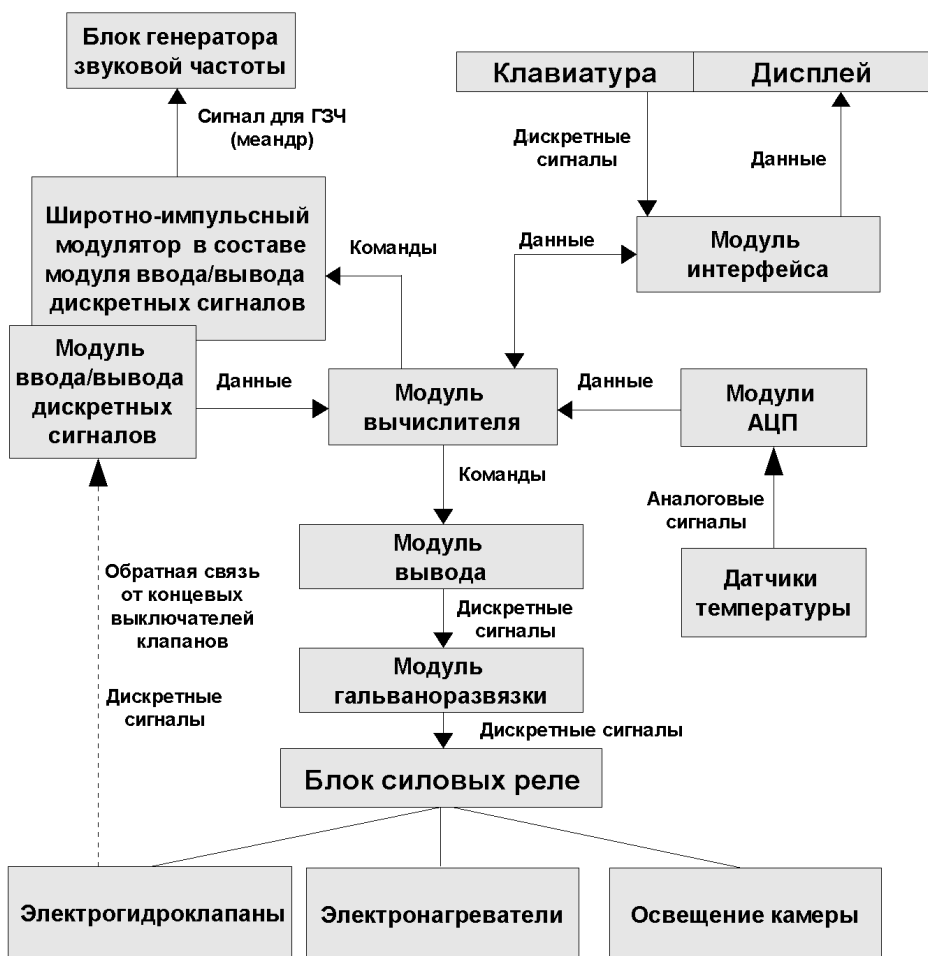 Блок генератора
звуковой частоты
Клавиатура
Дисплей
Сигнал для ГЗЧ
(меандр)
Дискретные
сигналы
Данные
Широтно-импульсный
модулятор в составе
модуля ввода/вывода
дискретных сигналов
Команды
Данные
Модуль
интерфейса
Модуль
ввода/вывода
дискретных
сигналов
Данные
Модуль
вычислителя
Данные
Модули
АЦП
Команды
Аналоговые
сигналы
Модуль
вывода
Датчики
температуры
Обратная связь
от концевых
выключателей
клапанов
Дискретные
сигналы
Модуль
гальваноразвязки
Дискретные
сигналы
Дискретные сигналы
Блок силовых реле
Электрогидроклапаны
Электронагреватели
Освещение камеры